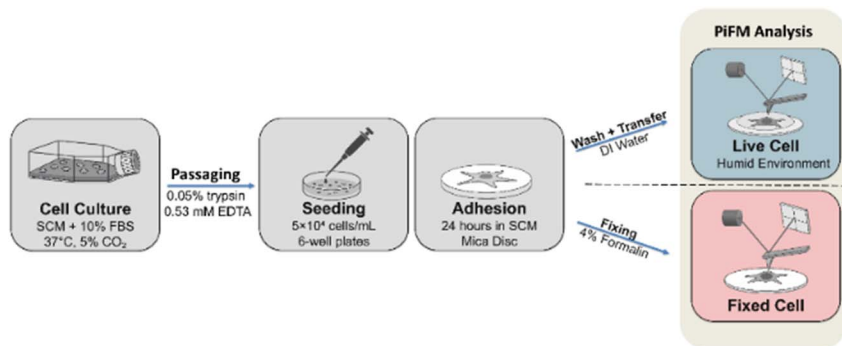 PiFM Analysis
Cell Culture
SCM + 10% FBS
37°C, 5% CO₂
Passaging
0.05% trypsin
0.53 mM EDTA
Seeding
5×10⁴ cells/mL
6-well plates
Adhesion
24 hours in SCM
Mica Disc
Wash + Transfer
DI Water
Live Cell
Humid Environment
Fixing
4% Formalin
Fixed Cell